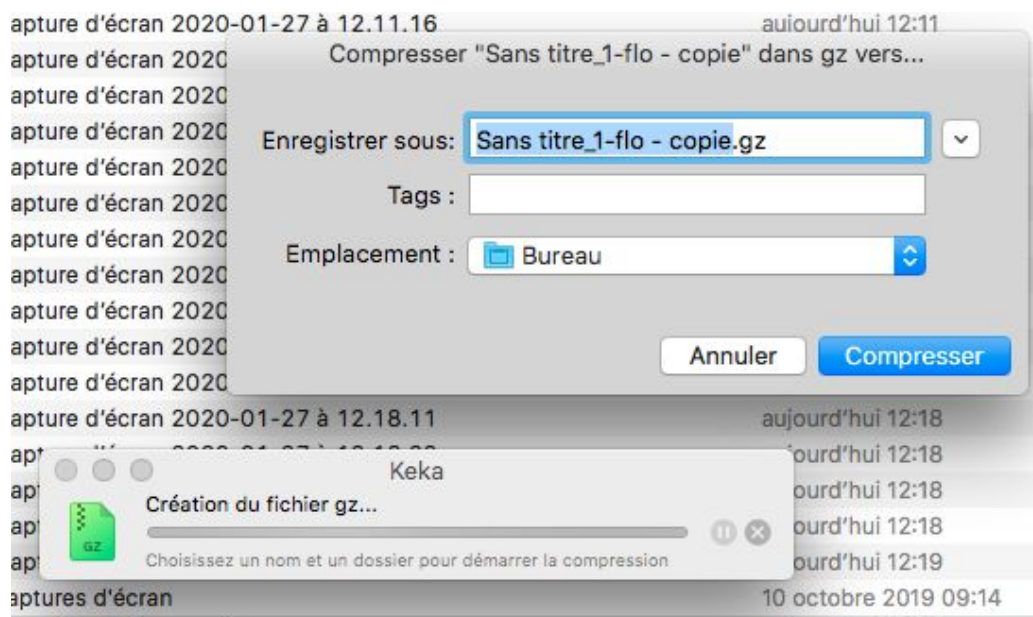 apture d'écran 2020-01-27 à 12.11.16 aujourd'hui 12:11
apture d'écran 2020
Compresser "Sans titre_1-flo - copie" dans gz vers...
apture d'écran 2020
apture d'écran 2020
Enregistrer sous: Sans titre_1-flo - copie.gz
apture d'écran 2020
apture d'écran 2020
Tags :
apture d'écran 2020
Emplacement : Bureau
apture d'écran 2020
apture d'écran 2020
apture d'écran 2020
Annuler Compresser
apture d'écran 2020
apture d'écran 2020-01-27 à 12.18.11 aujourd'hui 12:18
apt ourd'hui 12:18
Keka
ap ourd'hui 12:18
Création du fichier gz...
ap ourd'hui 12:18
GZ
Choisissez un nom et un dossier pour démarrer la compression
ap ourd'hui 12:19
aptures d'écran 10 octobre 2019 09:14